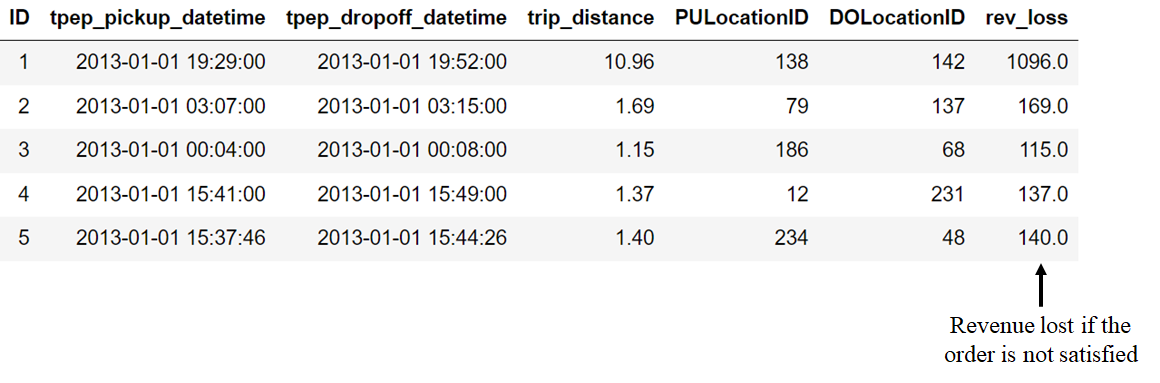 ID tpep_pickup_datetime tpep_dropoff_datetime trip_distance PULocationID DOLocationID rev_loss
1 2013-01-01 19:29:00 2013-01-01 19:52:00 10.96 138 142 1096.0
2 2013-01-01 03:07:00 2013-01-01 03:15:00 1.69 79 137 169.0
3 2013-01-01 00:04:00 2013-01-01 00:08:00 1.15 186 68 115.0
4 2013-01-01 15:41:00 2013-01-01 15:49:00 1.37 12 231 137.0
5 2013-01-01 15:37:46 2013-01-01 15:44:26 1.40 234 48 140.0
Revenue lost if the
order is not satisfied